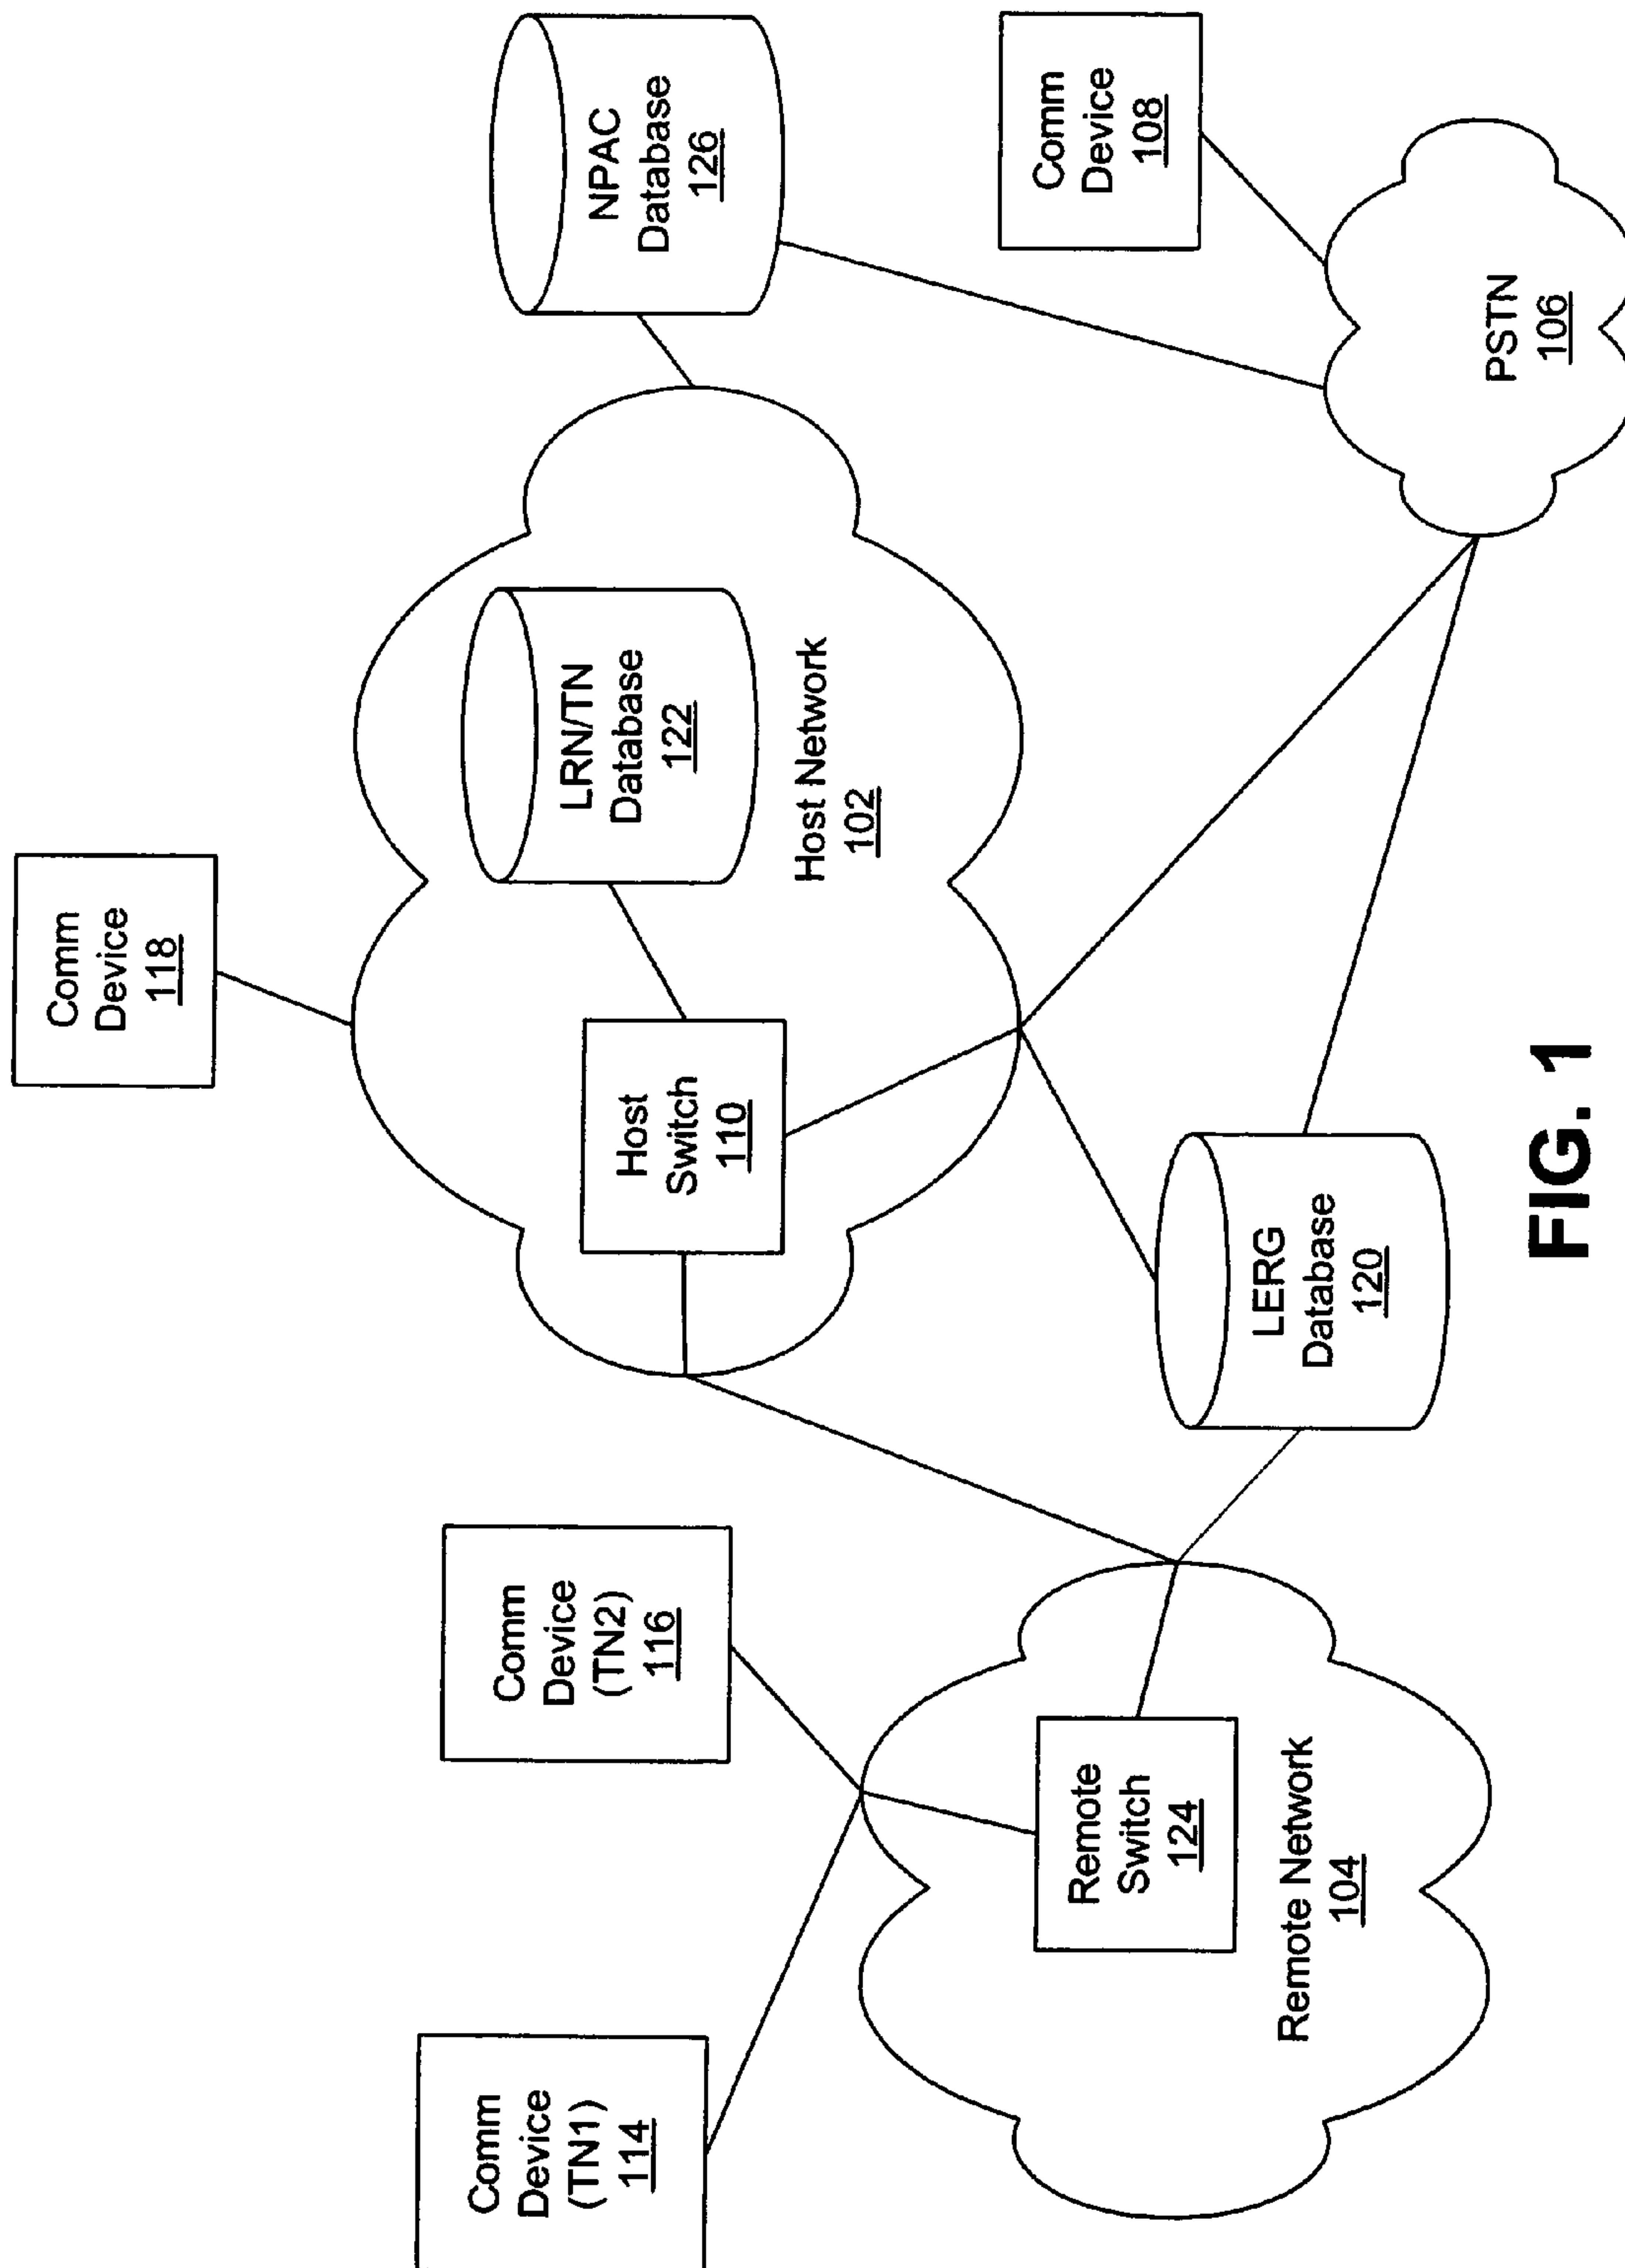 Comm
Device
(TN1)
114
Comm
Device
(TN2)
116
Comm
Device
118
Host
Switch
110
LRN/TN
Database
122
Host Network
102
NPAC
Database
126
Comm
Device
108
PSTN
106
LERG
Database
120
Remote
Switch
124
Remote Network
104
FIG. 1